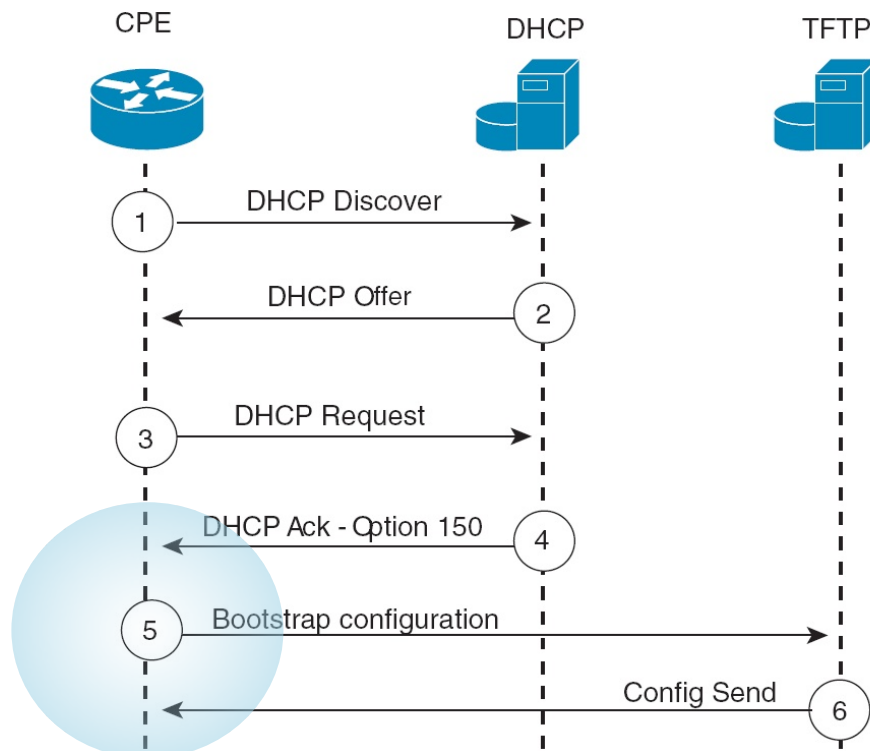 CPE
DHCP
TFTP
1
DHCP Discover
DHCP Offer
2
3
DHCP Request
DHCP Ack - Option 150
4
5
Bootstrap configuration
Config Send
6